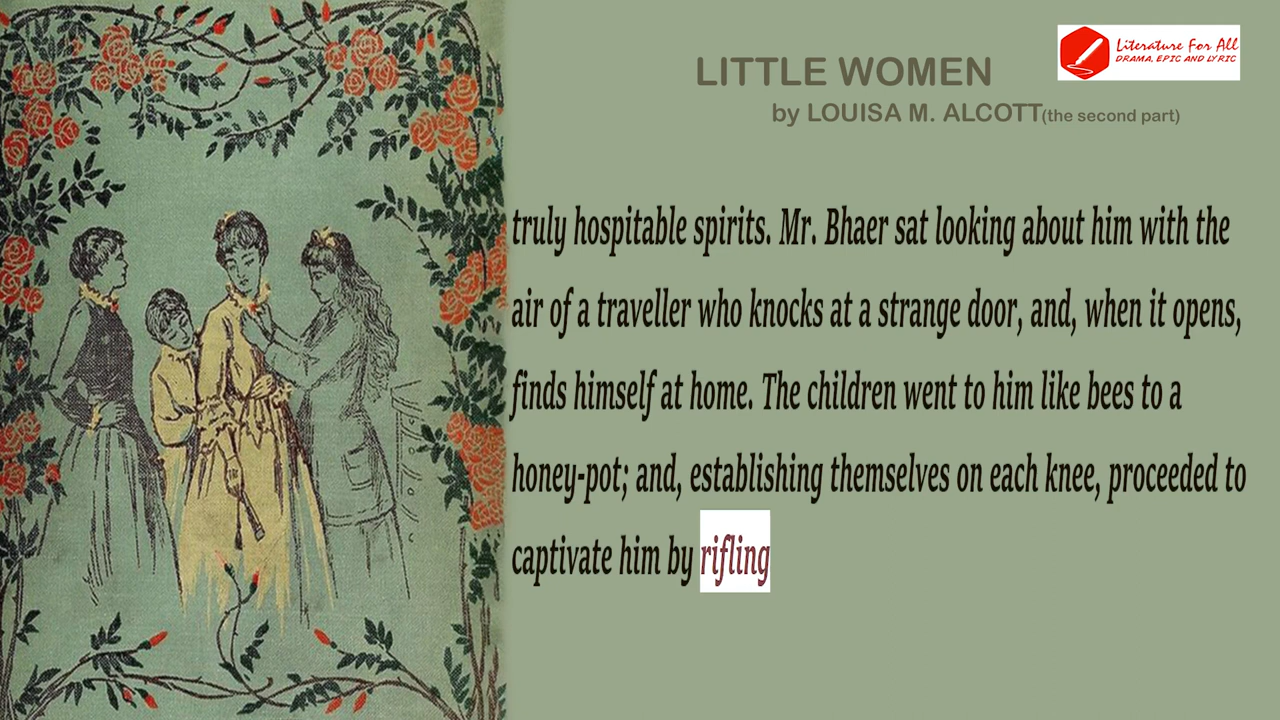 LITTLE WOMEN
by LOUISA M. ALCOTT(the second part)
Literature For All
DRAMA, EPIC AND LYRIC
truly hospitable spirits. Mr. Bhaer sat looking about him with the
air of a traveller who knocks at a strange door, and, when it opens,
finds himself at home. The children went to him like bees to a
honey-pot; and, establishing themselves on each knee, proceeded to
captivate him by rifling